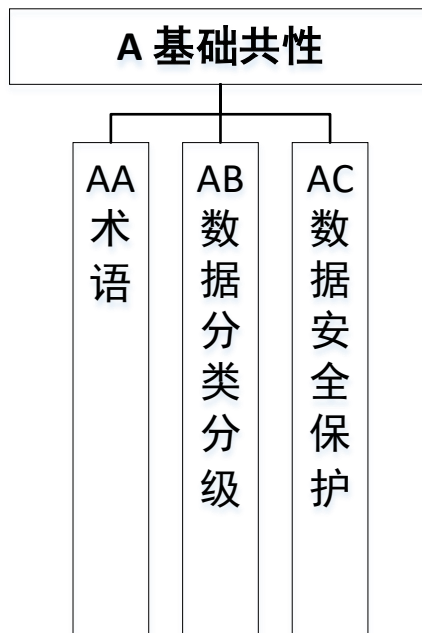 A 基础共性
AA
术
语
AB
数
据
分
类
分
级
AC
数
据
安
全
保
护